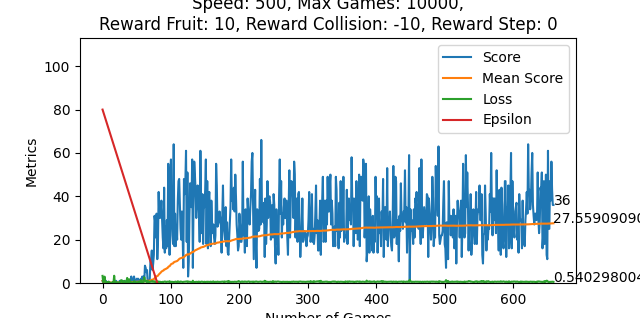 Speed: 500, Max Games: 10000,
Reward Fruit: 10, Reward Collision: -10, Reward Step: 0
Score
Mean Score
Loss
Epsilon
Metrics
100
80
60
40
20
0
36
27.559090909
0.540298004
0 100 200 300 400 500 600
Number of Games